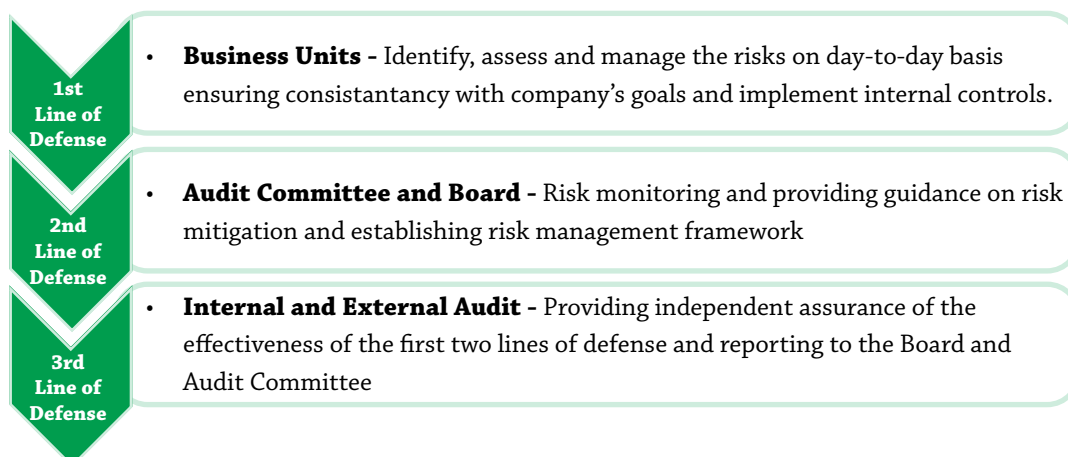 1st
Line of
Defense
• Business Units - Identify, assess and manage the risks on day-to-day basis
ensuring consistantancy with company's goals and implement internal controls.
2nd
Line of
Defense
• Audit Committee and Board - Risk monitoring and providing guidance on risk
mitigation and establishing risk management framework
3rd
Line of
Defense
• Internal and External Audit - Providing independent assurance of the
effectiveness of the first two lines of defense and reporting to the Board and
Audit Committee